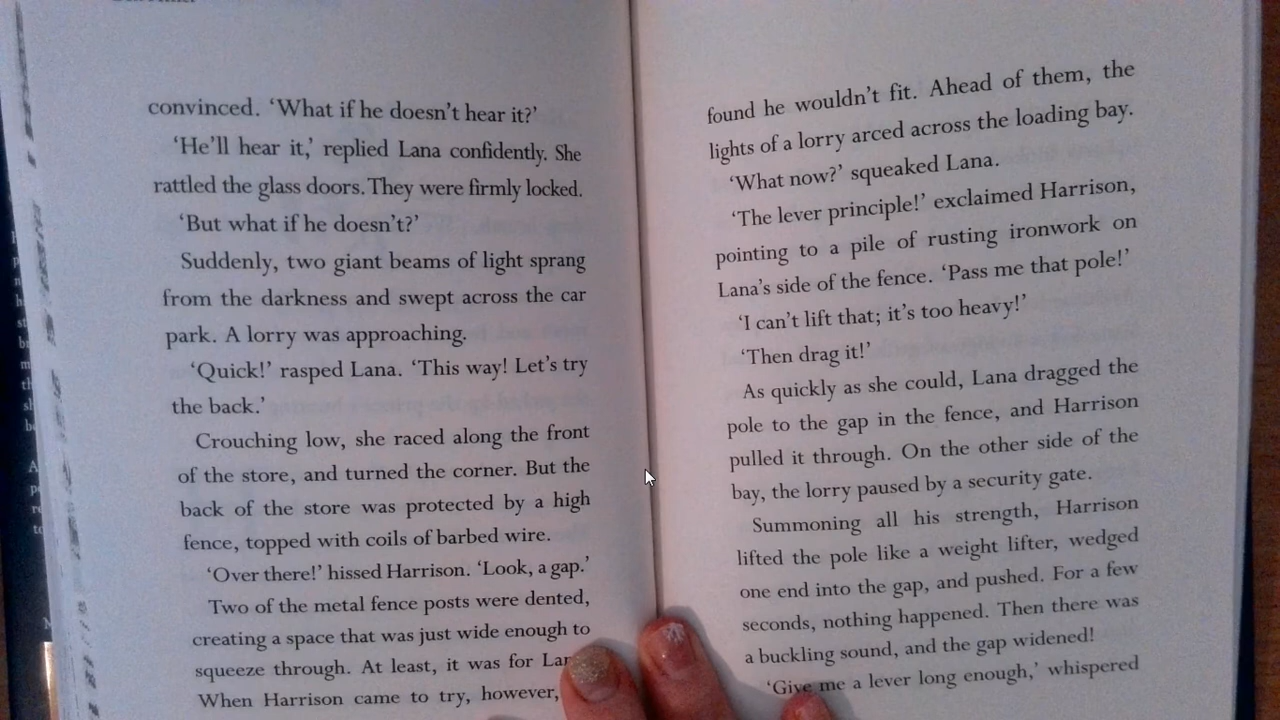 convinced. ‘What if he doesn’t hear it?’
‘He’ll hear it,’ replied Lana confidently. She
rattled the glass doors. They were firmly locked.
‘But what if he doesn’t?’
Suddenly, two giant beams of light sprang
from the darkness and swept across the car
park. A lorry was approaching.
‘Quick!’ rasped Lana. ‘This way! Let’s try
the back.’
Crouching low, she raced along the front
of the store, and turned the corner. But the
back of the store was protected by a high
fence, topped with coils of barbed wire.
‘Over there!’ hissed Harrison. ‘Look, a gap.’
Two of the metal fence posts were dented,
creating a space that was just wide enough to
squeeze through. At least, it was for
When Harrison came to try, however,
found he wouldn’t fit. Ahead of them, the
lights of a lorry arced across the loading bay.
‘What now?’ squeaked Lana.
‘The lever principle!’ exclaimed Harrison,
pointing to a pile of rusting ironwork on
Lana’s side of the fence. ‘Pass me that pole!’
‘I can’t lift that; it’s too heavy!’
‘Then drag it!’
As quickly as she could, Lana dragged the
pole to the gap in the fence, and Harrison
pulled it through. On the other side of the
bay, the lorry paused by a security gate.
Summoning all his strength, Harrison
lifted the pole like a weight lifter, wedged
one end into the gap, and pushed. For a few
seconds, nothing happened. Then there was
a buckling sound, and the gap widened!
‘Give me a lever long enough,’ whispered